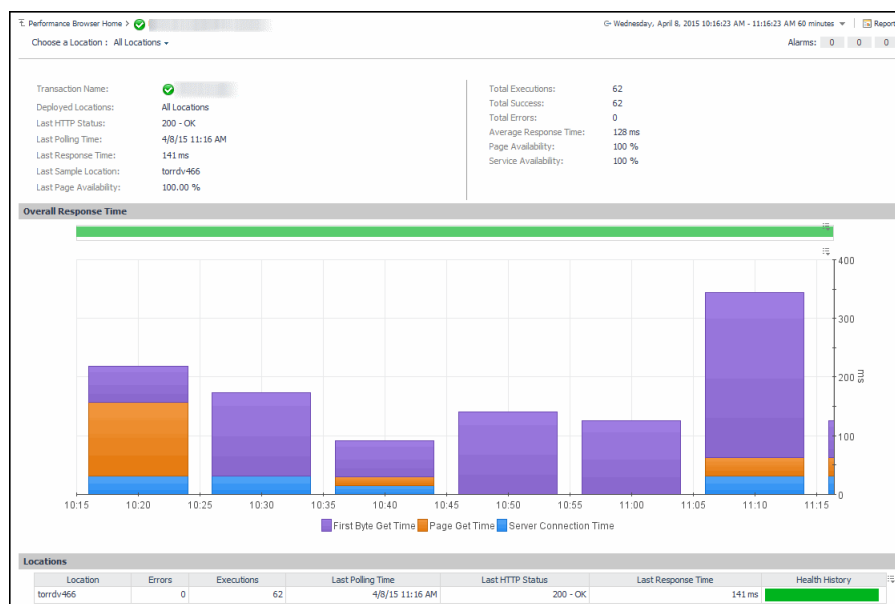 Performance Browser Home >
Wednesday, April 8, 2015 10:16:23 AM - 11:16:23 AM 60 minutes
Report
Choose a Location : All Locations
Alarms: 0 0 0
Transaction Name:
Deployed Locations: All Locations
Last HTTP Status: 200 - OK
Last Polling Time: 4/8/15 11:16 AM
Last Response Time: 141 ms
Last Sample Location: torrdv466
Last Page Availability: 100.00 %
Total Executions: 62
Total Success: 62
Total Errors: 0
Average Response Time: 128 ms
Page Availability: 100 %
Service Availability: 100 %
Overall Response Time
400
300
200
100
0
ms
10:15 10:20 10:25 10:30 10:35 10:40 10:45 10:50 10:55 11:00 11:05 11:10 11:15
First Byte Get Time Page Get Time Server Connection Time
Locations
Location Errors Executions Last Polling Time Last HTTP Status Last Response Time Health History
torrdv466 0 62 4/8/15 11:16 AM 200 - OK 141 ms